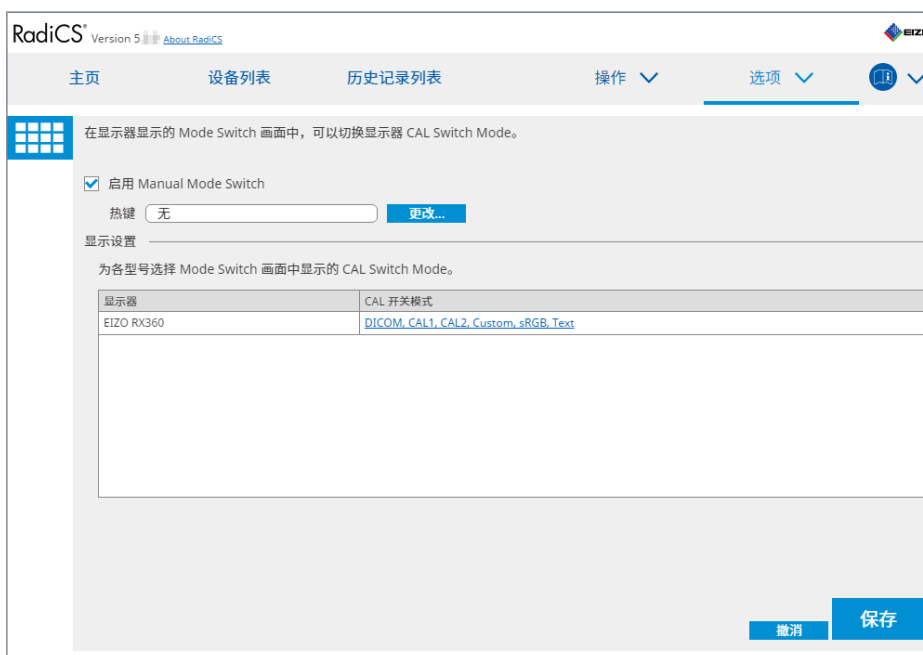 RadiCS® Version 5. About RadiCS
主页 设备列表 历史记录列表 操作 选项
在显示器显示的 Mode Switch 画面中，可以切换显示器 CAL Switch Mode。
启用 Manual Mode Switch
热键 无 更改...
显示设置
为各型号选择 Mode Switch 画面中显示的 CAL Switch Mode。
显示器 CAL 开关模式
EIZO RX360 DICOM, CAL1, CAL2, Custom, sRGB, Text
保存
撤消